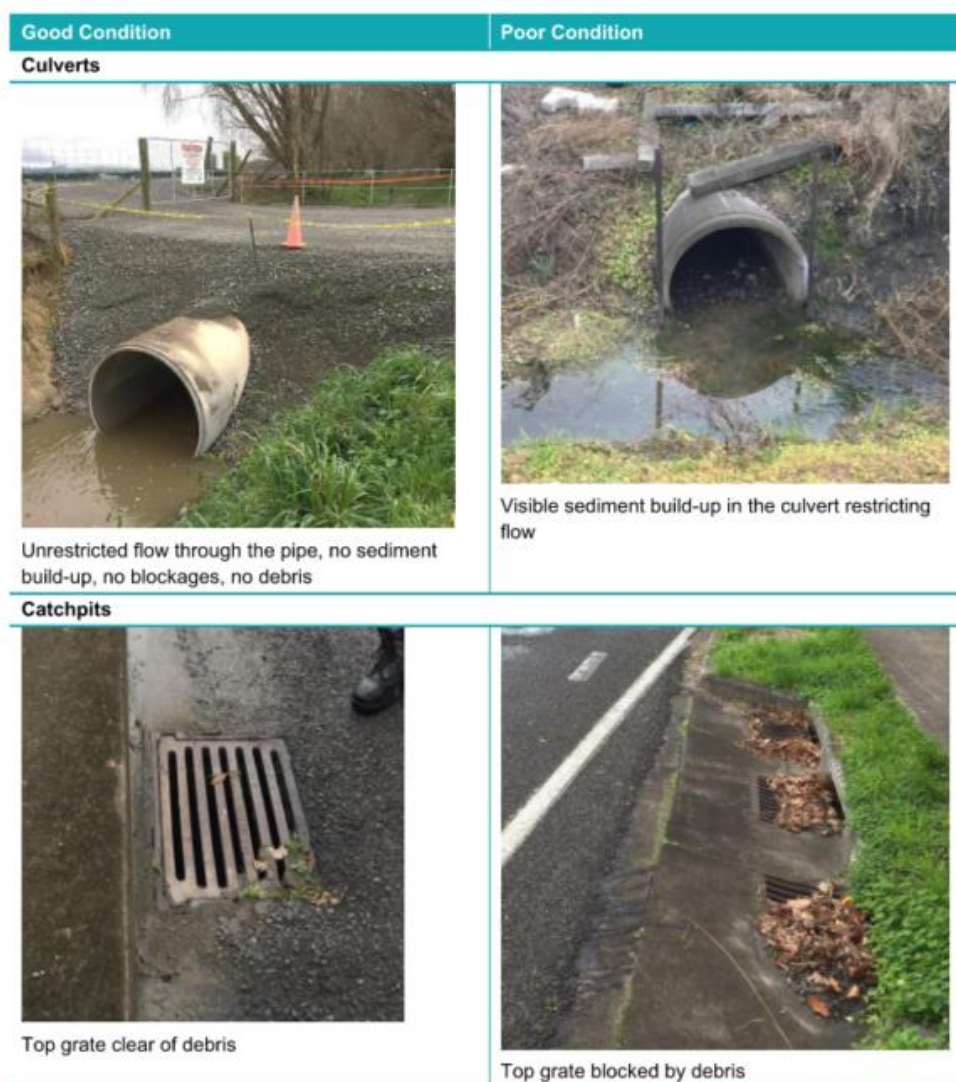 Good Condition
Poor Condition
Culverts
Unrestricted flow through the pipe, no sediment
build-up, no blockages, no debris
Visible sediment build-up in the culvert restricting
flow
Catchpits
Top grate clear of debris
Top grate blocked by debris